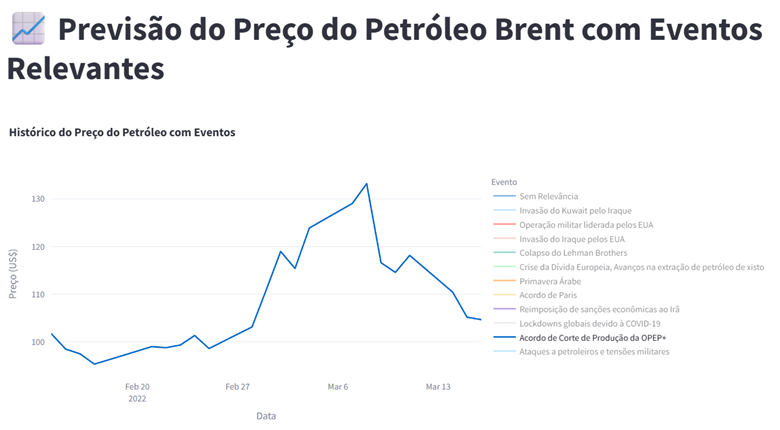 Previsão do Preço do Petróleo Brent com Eventos
Relevantes
Histórico do Preço do Petróleo com Eventos
Preço (US$)
130
120
110
100
Feb 20
2022
Feb 27
Mar 6
Mar 13
Data
Evento
Sem Relevância
Invasão do Kuwait pelo Iraque
Operação militar liderada pelos EUA
Invasão do Iraque pelos EUA
Colapso do Lehman Brothers
Crise da Dívida Europeia, Avanços na extração de petróleo de xisto
Primavera Árabe
Acordo de Paris
Reimposição de sanções econômicas ao Irã
Lockdowns globais devido à COVID-19
Acordo de Corte de Produção da OPEP+
Ataques a petroleiros e tensões militares